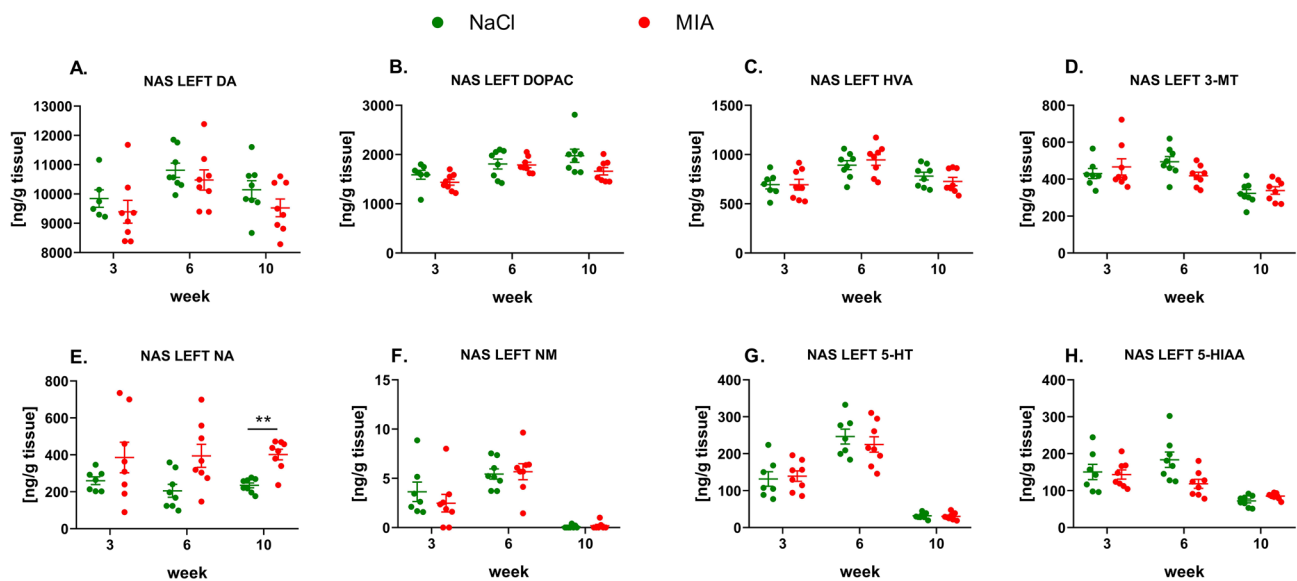 NaCl MIA
A. NAS LEFT DA
[ng/g tissue]
13000
12000
11000
10000
9000
8000
3 6 10
week
B. NAS LEFT DOPAC
[ng/g tissue]
3000
2000
1000
0
3 6 10
week
C. NAS LEFT HVA
[ng/g tissue]
1500
1000
500
0
3 6 10
week
D. NAS LEFT 3-MT
[ng/g tissue]
800
600
400
200
0
3 6 10
week
E. NAS LEFT NA
[ng/g tissue]
800
600
400
200
0
**
3 6 10
week
F. NAS LEFT NM
[ng/g tissue]
15
10
5
0
3 6 10
week
G. NAS LEFT 5-HT
[ng/g tissue]
400
300
200
100
0
3 6 10
week
H. NAS LEFT 5-HIAA
[ng/g tissue]
400
300
200
100
0
3 6 10
week